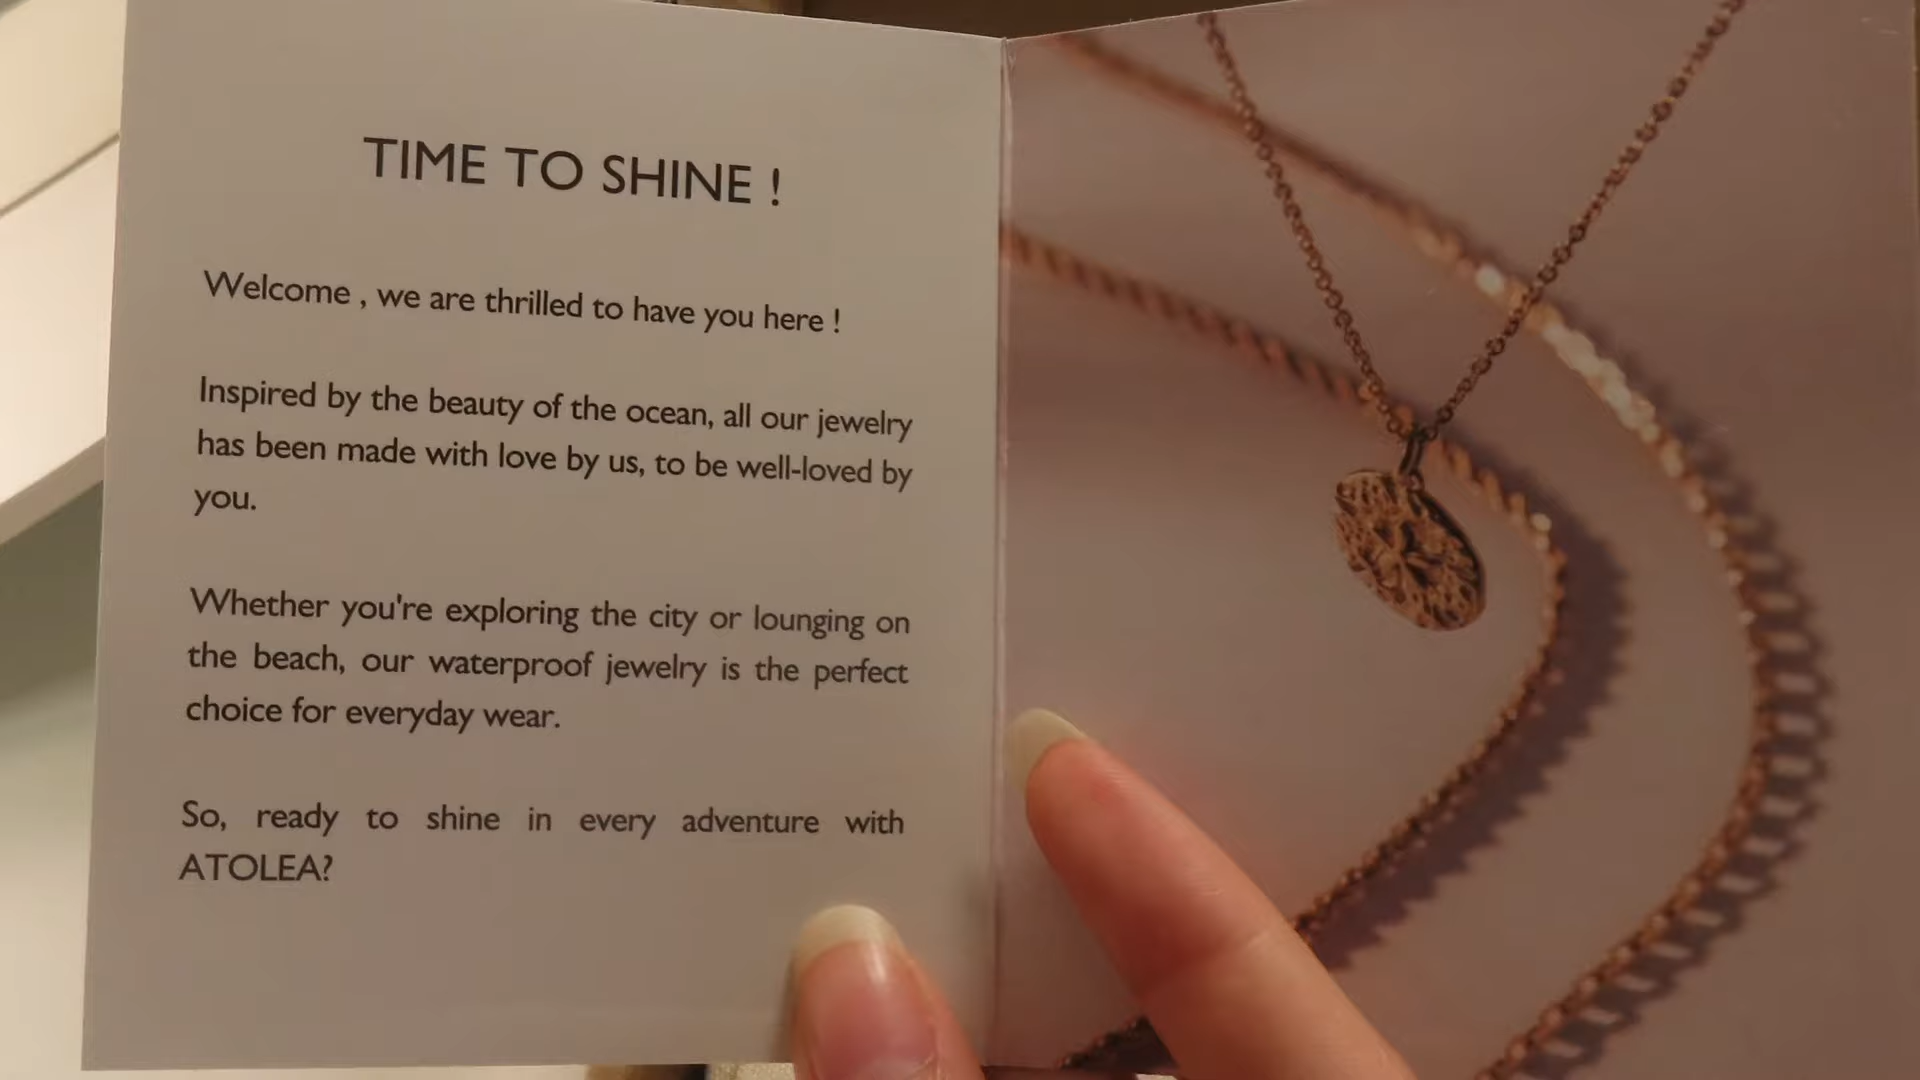 TIME TO SHINE !
Welcome , we are thrilled to have you here !
Inspired by the beauty of the ocean, all our jewelry
has been made with love by us, to be well-loved by
you.
Whether you're exploring the city or lounging on
the beach, our waterproof jewelry is the perfect
choice for everyday wear.
So, ready to shine in every adventure with
ATOLEA?